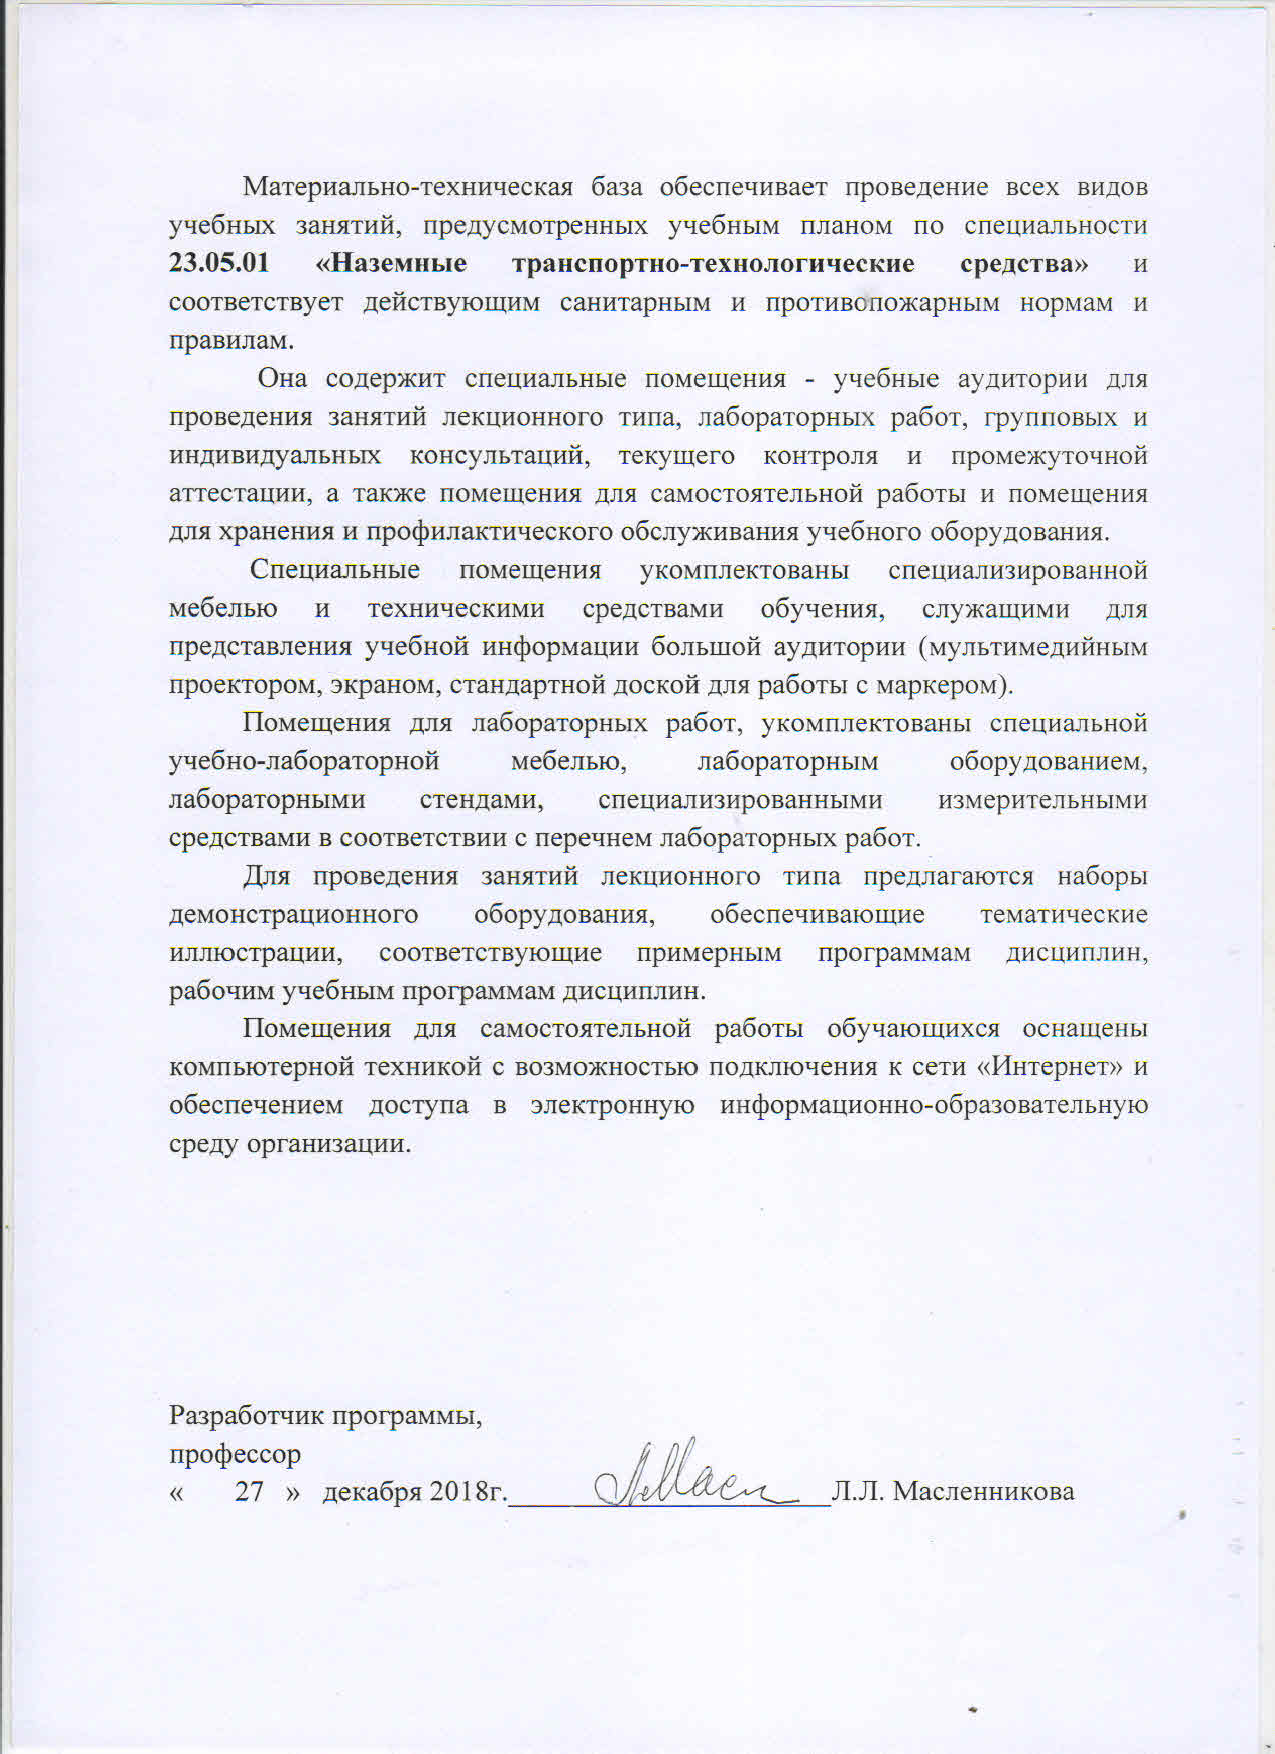 Материально-техническая база обеспечивает проведение всех видов
учебных занятий, предусмотренных учебным планом по специальности
23.05.01 «Наземные транспортно-технологические средства» и
соответствует действующим санитарным и противопожарным нормам и
правилам.
Она содержит специальные помещения - учебные аудитории для
проведения занятий лекционного типа, лабораторных работ, групповых и
индивидуальных консультаций, текущего контроля и промежуточной
аттестации, а также помещения для самостоятельной работы и помещения
для хранения и профилактического обслуживания учебного оборудования.
Специальные помещения укомплектованы специализированной
мебелью и техническими средствами обучения, служащими для
представления учебной информации большой аудитории (мультимедийным
проектором, экраном, стандартной доской для работы с маркером).
Помещения для лабораторных работ, укомплектованы специальной
учебно-лабораторной мебелью, лабораторным оборудованием,
лабораторными стендами, специализированными измерительными
средствами в соответствии с перечнем лабораторных работ.
Для проведения занятий лекционного типа предлагаются наборы
демонстрационного оборудования, обеспечивающие тематические
иллюстрации, соответствующие примерным программам дисциплин,
рабочим учебным программам дисциплин.
Помещения для самостоятельной работы обучающихся оснащены
компьютерной техникой с возможностью подключения к сети «Интернет» и
обеспечением доступа в электронную информационно-образовательную
среду организации.
Разработчик программы,
профессор
« 27 » декабря 2018г. Л.Л. Масленникова